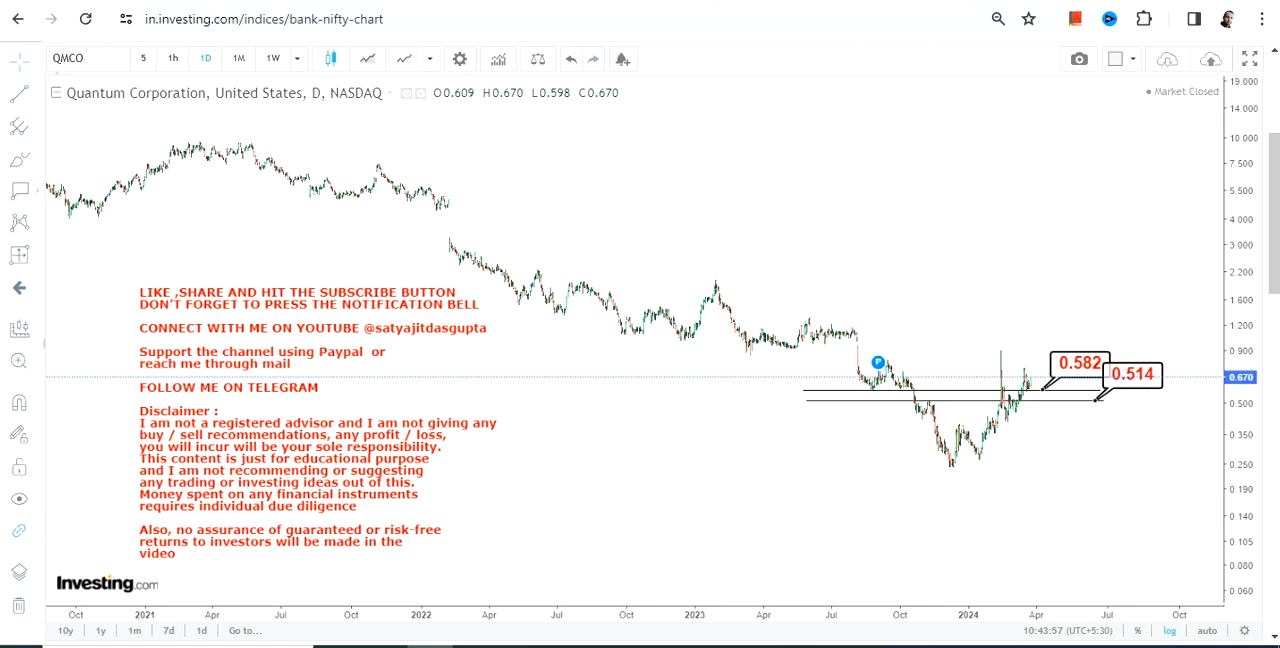 in.investing.com/indices/bank-nifty-chart
QMCO 5 1h 1D 1M 1W
Quantum Corporation, United States, D, NASDAQ O0.609 H0.670 L0.598 C0.670
Market Closed
19.000
14.000
10.000
7.500
5.500
4.000
3.000
2.200
1.600
1.200
0.900
0.670
0.500
0.350
0.250
0.190
0.140
0.105
0.080
0.060
P
0.582
0.514
LIKE ,SHARE AND HIT THE SUBSCRIBE BUTTON
DON'T FORGET TO PRESS THE NOTIFICATION BELL
CONNECT WITH ME ON YOUTUBE @satyajitdasgupta
Support the channel using Paypal or
reach me through mail
FOLLOW ME ON TELEGRAM
Disclaimer :
I am not a registered advisor and I am not giving any
buy / sell recommendations, any profit / loss,
you will incur will be your sole responsibility.
This content is just for educational purpose
and I am not recommending or suggesting
any trading or investing ideas out of this.
Money spent on any financial instruments
requires individual due diligence
Also, no assurance of guaranteed or risk-free
returns to investors will be made in the
video
Investing.com
Oct 2021 Apr Jul Oct 2022 Apr Jul Oct 2023 Apr Jul Oct 2024 Apr Jul Oct
10y 1y 1m 7d 1d Go to... 10:43:57 (UTC+5:30) % log auto